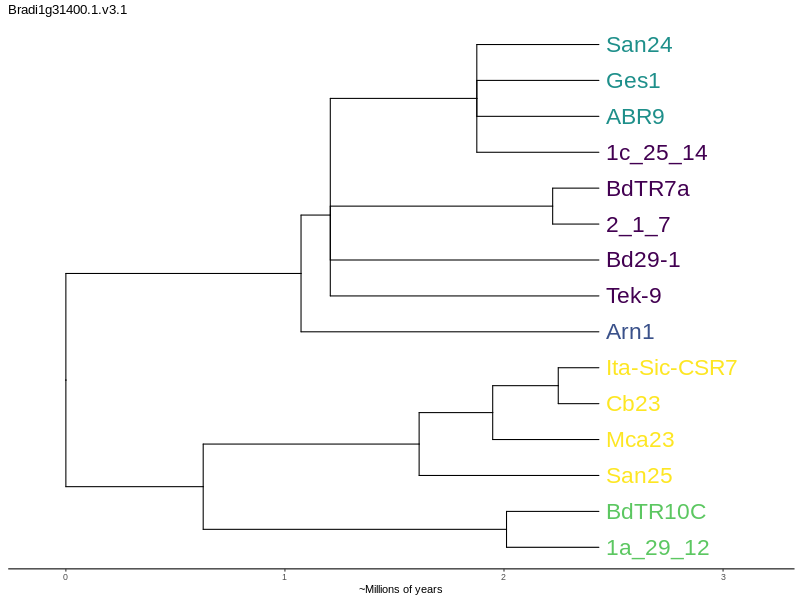 Bradi1g31400.1.v3.1
San24
Ges1
ABR9
1c_25_14
BdTR7a
2_1_7
Bd29-1
Tek-9
Arn1
Ita-Sic-CSR7
Cb23
Mca23
San25
BdTR10C
1a_29_12
0 1 2 3
~Millions of years